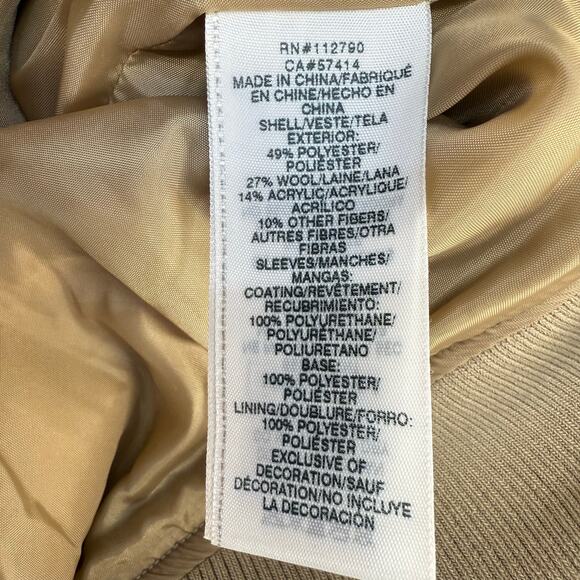 RN#112790
CA#57414
MADE IN CHINA/FABRIQUÉ
EN CHINE/HECHO EN
CHINA
SHELL/VESTE/TELA
EXTERIOR:
49% POLYESTER/
POLIÉSTER
27% WOOL/LAINE/LANA
14% ACRYLIC/ACRYLIQUE/
ACRÍLICO
10% OTHER FIBERS/
AUTRES FIBRES/OTRA
FIBRAS
SLEEVES/MANCHES/
MANGAS:
COATING/REVÊTEMENT/
RECUBRIMIENTO:
100% POLYURETHANE/
POLYURÉTHANE/
POLIURETANO
BASE:
100% POLYESTER/
POLIÉSTER
LINING/DOUBLURE/FORRO:
100% POLYESTER/
POLIÉSTER
EXCLUSIVE OF
DECORATION/SAUF
DÉCORATION/NO INCLUYE
LA DECORACIÓN